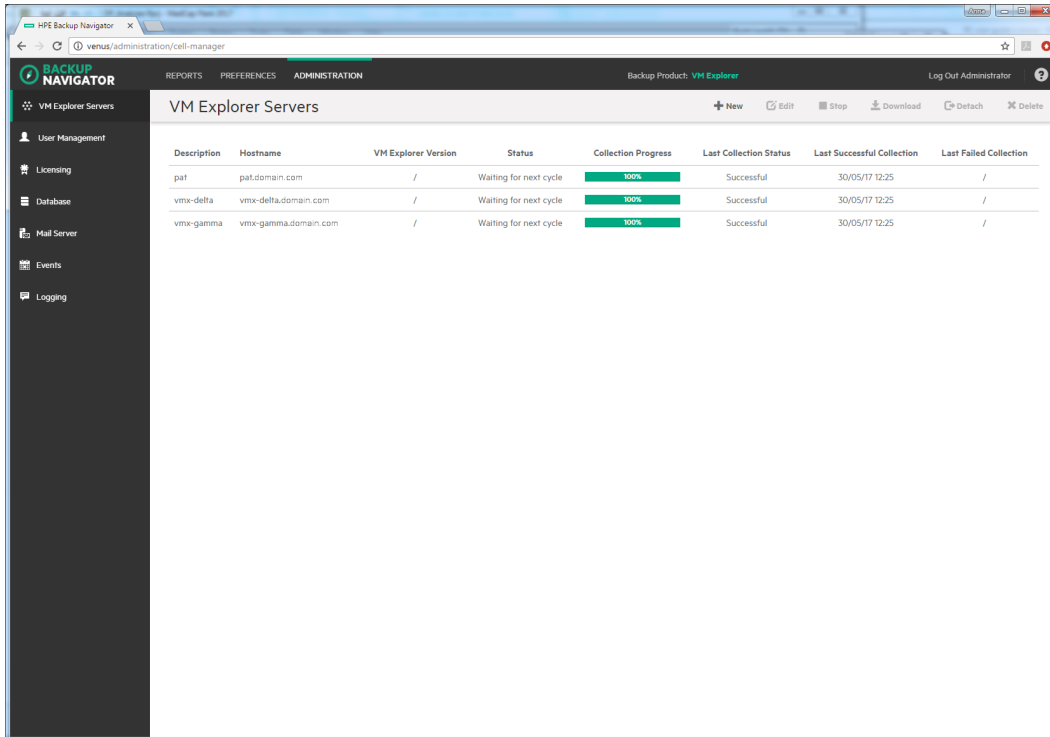 Anna
HPE Backup Navigator
venus/administration/cell-manager
BACKUP
NAVIGATOR
REPORTS PREFERENCES ADMINISTRATION Backup Product: VM Explorer Log Out Administrator ?
VM Explorer Servers
VM Explorer Servers New Edit Stop Download Detach Delete
User Management
Licensing
Database
Mail Server
Events
Logging
Description Hostname VM Explorer Version Status Collection Progress Last Collection Status Last Successful Collection Last Failed Collection
pat pat.domain.com / Waiting for next cycle 100% Successful 30/05/17 12:25 /
vmx-delta vmx-delta.domain.com / Waiting for next cycle 100% Successful 30/05/17 12:25 /
vmx-gamma vmx-gamma.domain.com / Waiting for next cycle 100% Successful 30/05/17 12:25 /